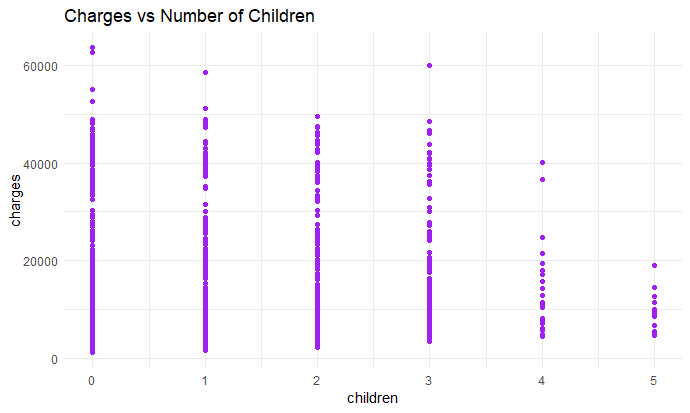 Charges vs Number of Children
charges
60000
40000
20000
0
0 1 2 3 4 5
children